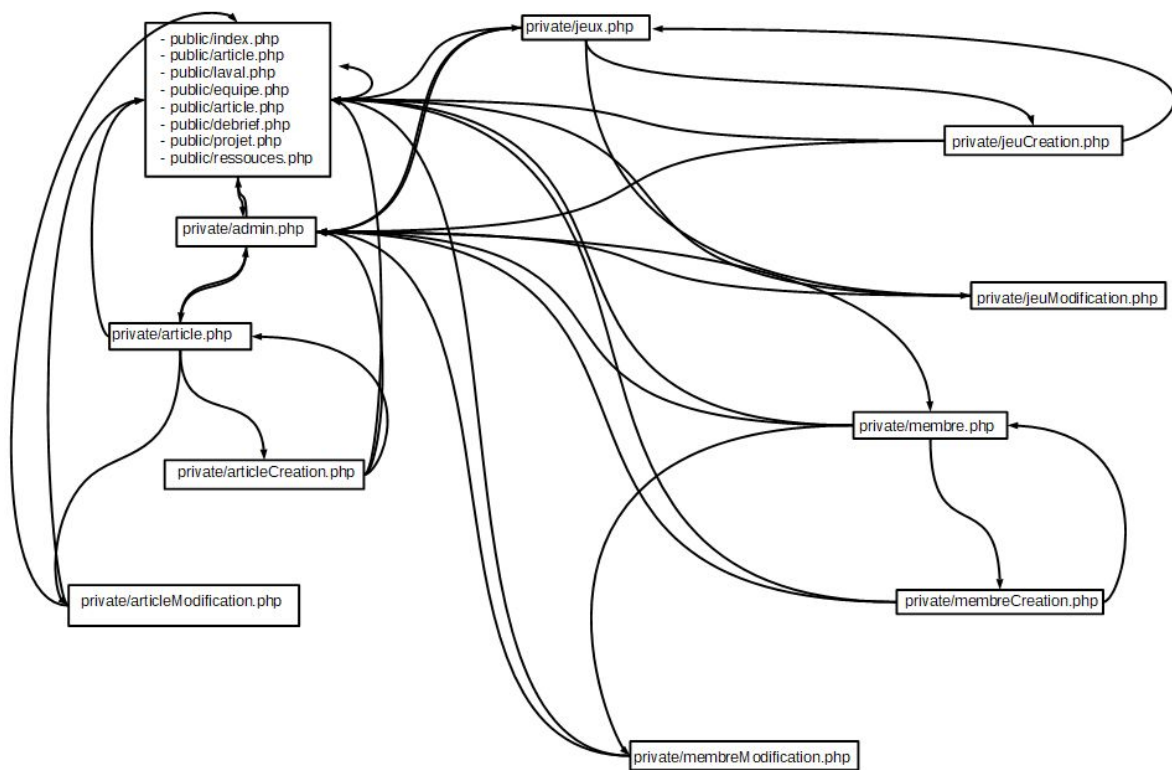 - public/index.php
- public/article.php
- public/laval.php
- public/equipe.php
- public/article.php
- public/debrief.php
- public/projet.php
- public/ressouces.php
private/jeux.php
private/jeuCreation.php
private/admin.php
private/jeuModification.php
private/article.php
private/membre.php
private/articleCreation.php
private/articleModification.php
private/membreCreation.php
private/membreModification.php